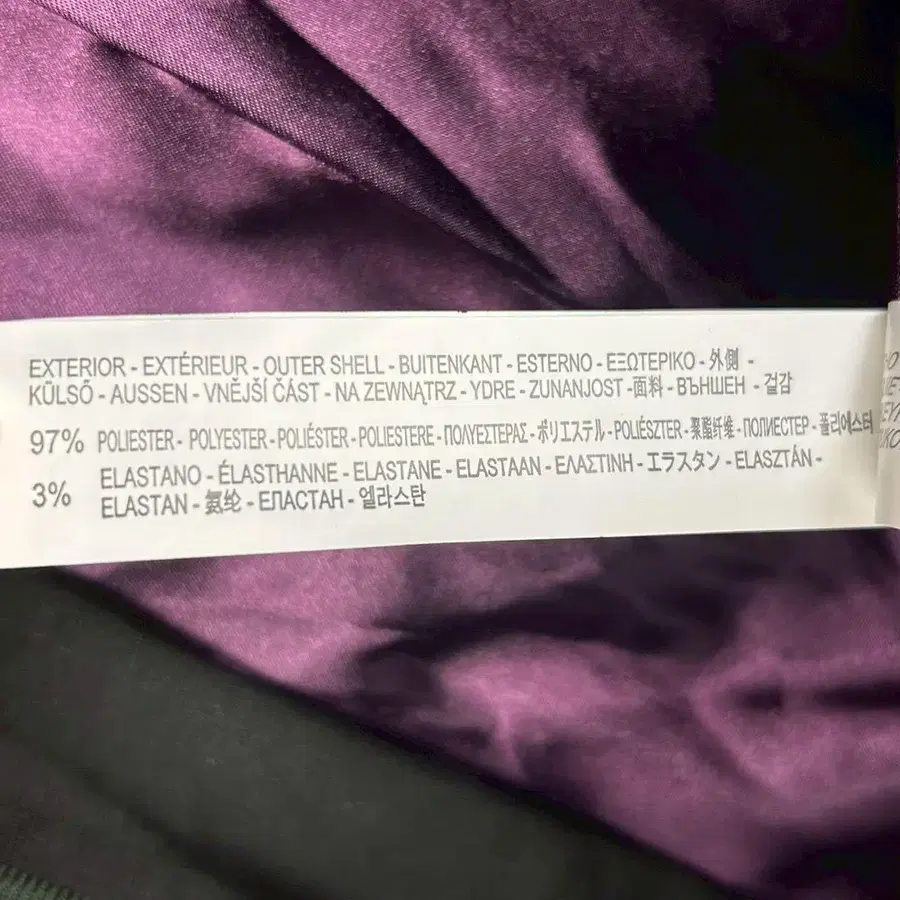 EXTERIOR - EXTÉRIEUR - OUTER SHELL - BUITENKANT - ESTERNO - ΕΞΩΤΕΡΙΚΟ - 外側 -
KÜLSŐ - AUSSEN - VNĚJŠÍ ČÁST - NA ZEWNĄTRZ - YDRE - ZUNANJOST -面料 - ВЪНШЕН - 겉감
97% POLIESTER - POLYESTER - POLIÉSTER - POLIESTERE - ΠΟΛΥΕΣΤΕΡΑΣ - ポリエステル - POLIÉSZTER - 聚酯纤维 - ПОЛИЕСТЕР - 폴리에스터
3% ELASTANO - ÉLASTHANNE - ELASTANE - ELASTAAN - ΕΛΑΣΤΙΝΗ - エラスタン - ELASZTÁN -
ELASTAN - 氨纶 - ЕЛАСТАН - 엘라스탄